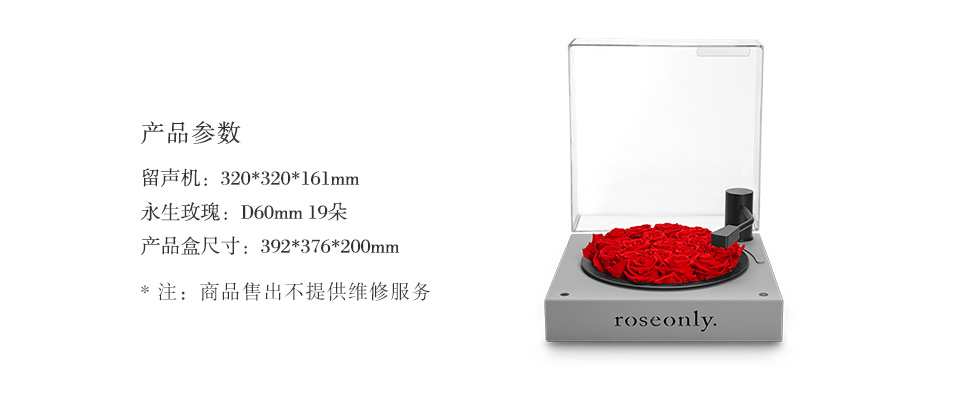 产品参数
留声机：320*320*161mm
永生玫瑰：D60mm 19朵
产品盒尺寸：392*376*200mm
* 注：商品售出不提供维修服务
roseonly.